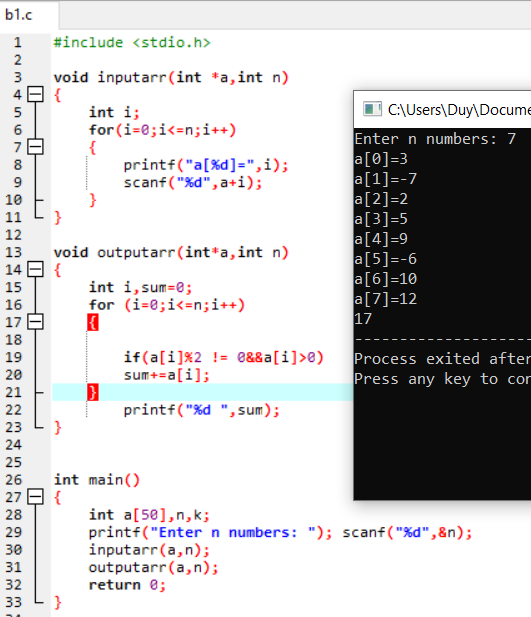 b1.c
1 #include <stdio.h>
2
3 void inputarr(int *a,int n)
4 {
5 int i;
6 for(i=0;i<=n;i++)
7 {
8 printf("a[%d]=",i);
9 scanf("%d",a+i);
10 }
11 }
12
13 void outputarr(int*a,int n)
14 {
15 int i,sum=0;
16 for (i=0;i<=n;i++)
17 {
18
19 if(a[i]%2 != 0&&a[i]>0)
20 sum+=a[i];
21 }
22 printf("%d ",sum);
23 }
24
25
26 int main()
27 {
28 int a[50],n,k;
29 printf("Enter n numbers: "); scanf("%d",&n);
30 inputarr(a,n);
31 outputarr(a,n);
32 return 0;
33 }
C:\Users\Duy\Docume
Enter n numbers: 7
a[0]=3
a[1]=-7
a[2]=2
a[3]=5
a[4]=9
a[5]=-6
a[6]=10
a[7]=12
17
--------------------
Process exited after
Press any key to con